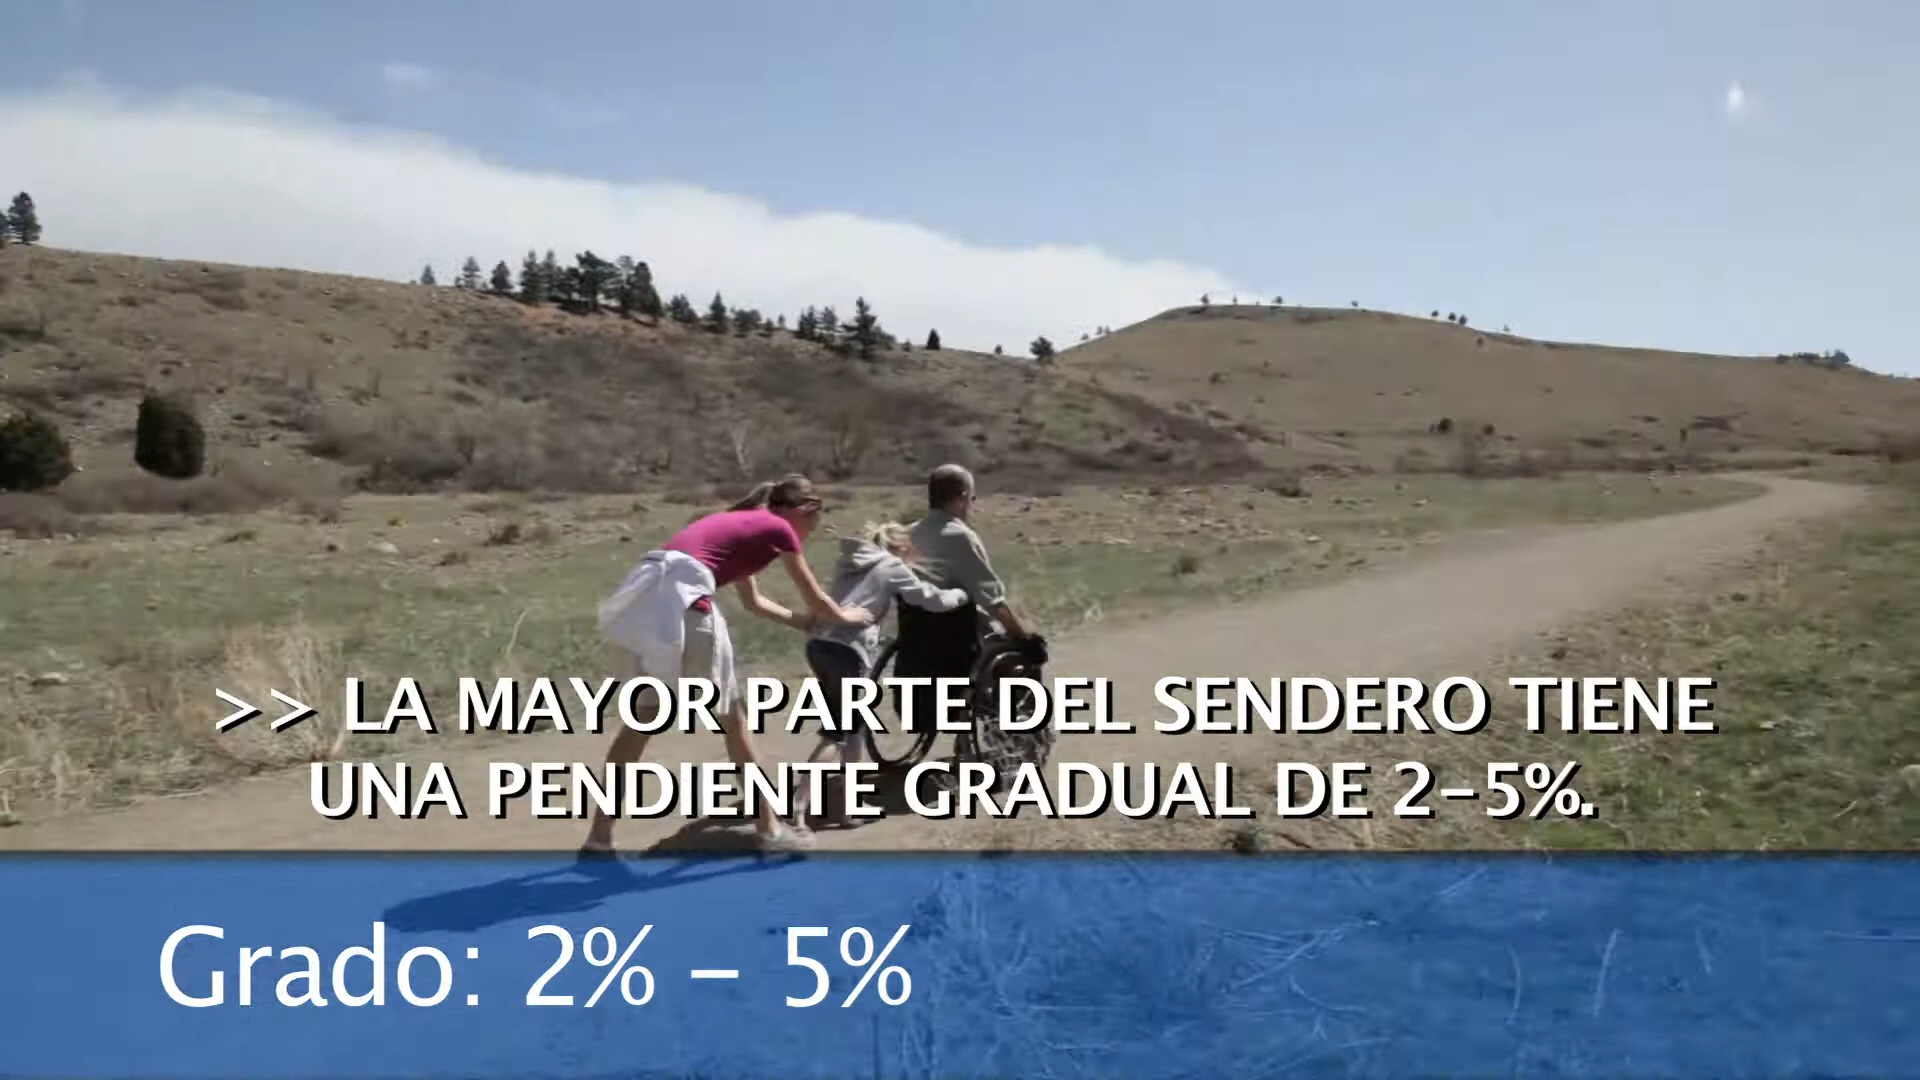 >> LA MAYOR PARTE DEL SENDERO TIENE
UNA PENDIENTE GRADUAL DE 2-5%.
Grado: 2% - 5%